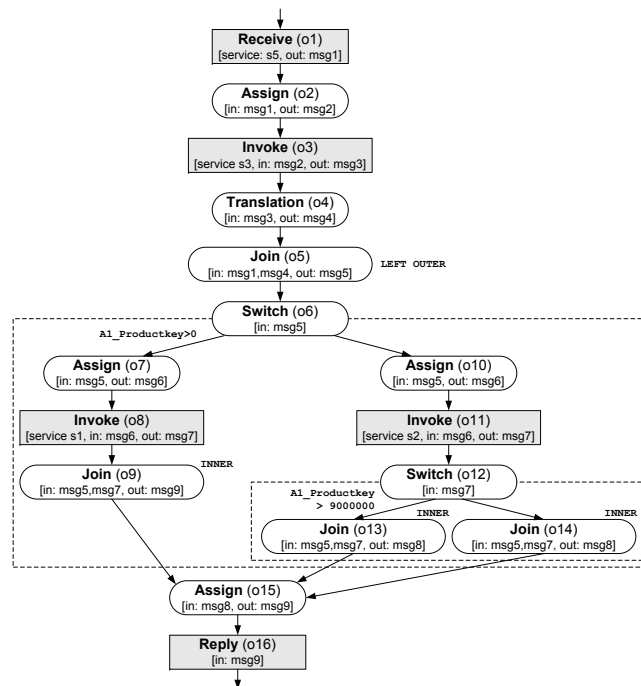 Receive (o1)
[service: s5, out: msg1]
Assign (o2)
[in: msg1, out: msg2]
Invoke (o3)
[service s3, in: msg2, out: msg3]
Translation (o4)
[in: msg3, out: msg4]
Join (o5)
[in: msg1,msg4, out: msg5]
LEFT OUTER
Switch (o6)
[in: msg5]
A1_Productkey>0
Assign (o7)
[in: msg5, out: msg6]
Assign (o10)
[in: msg5, out: msg6]
Invoke (o8)
[service s1, in: msg6, out: msg7]
Invoke (o11)
[service s2, in: msg6, out: msg7]
Join (o9)
[in: msg5,msg7, out: msg9]
INNER
Switch (o12)
[in: msg7]
A1_Productkey
> 9000000
INNER
INNER
Join (o13)
[in: msg5,msg7, out: msg8]
Join (o14)
[in: msg5,msg7, out: msg8]
Assign (o15)
[in: msg8, out: msg9]
Reply (o16)
[in: msg9]